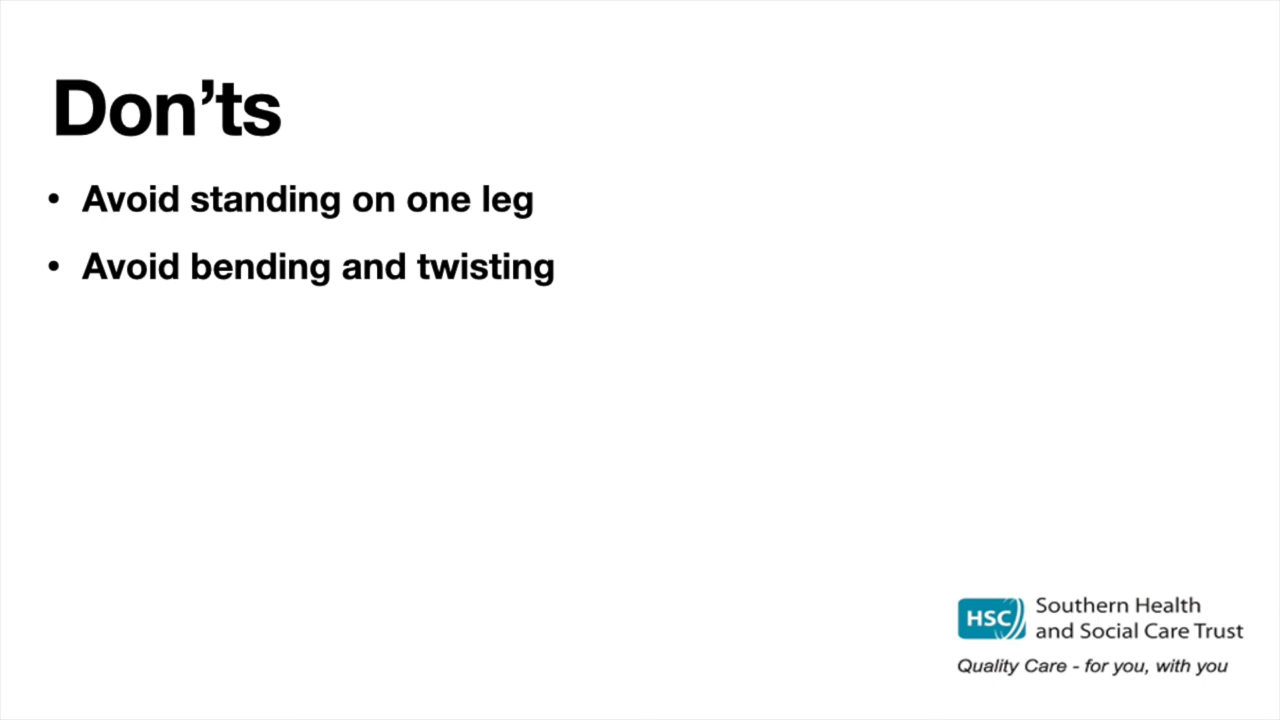 Don’ts
• Avoid standing on one leg
• Avoid bending and twisting
HSC Southern Health
and Social Care Trust
Quality Care - for you, with you